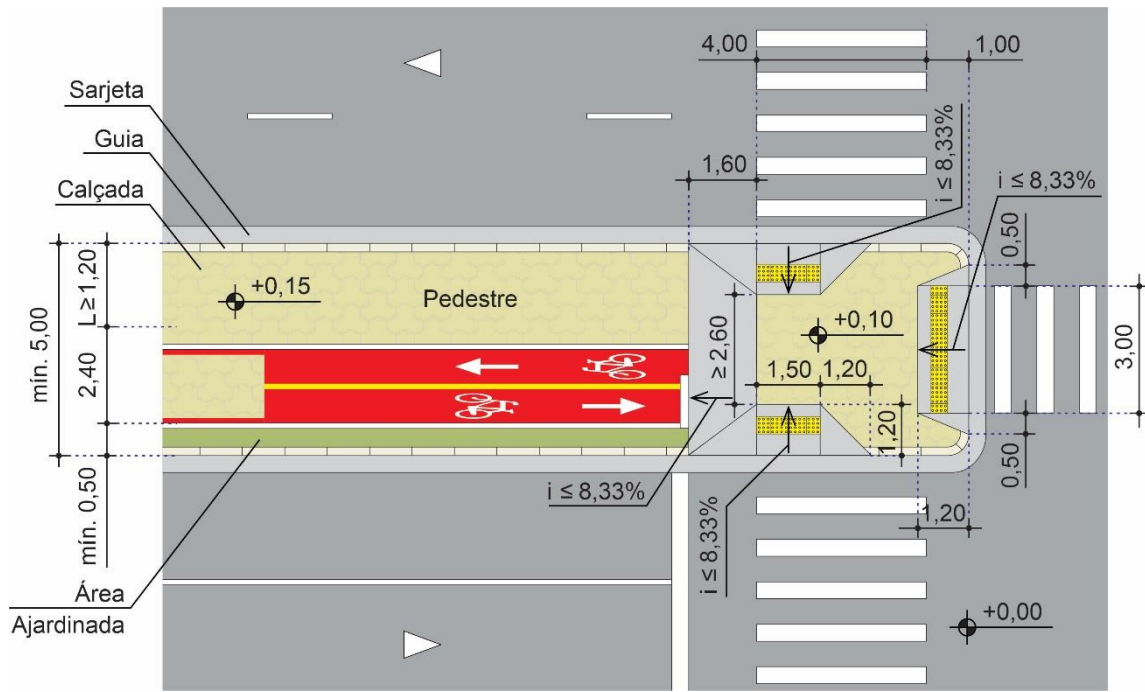 4,00
1,00
Sarjeta
Guia
Calçada
i ≤ 8,33%
1,60
i ≤ 8,33%
0,50
L≥1,20
+0,15
Pedestre
mín. 5,00
2,40
≥ 2,60
+0,10
3,00
1,50
1,20
1,20
0,50
mín. 0,50
i ≤ 8,33%
i ≤ 8,33%
1,20
Área
Ajardinada
+0,00